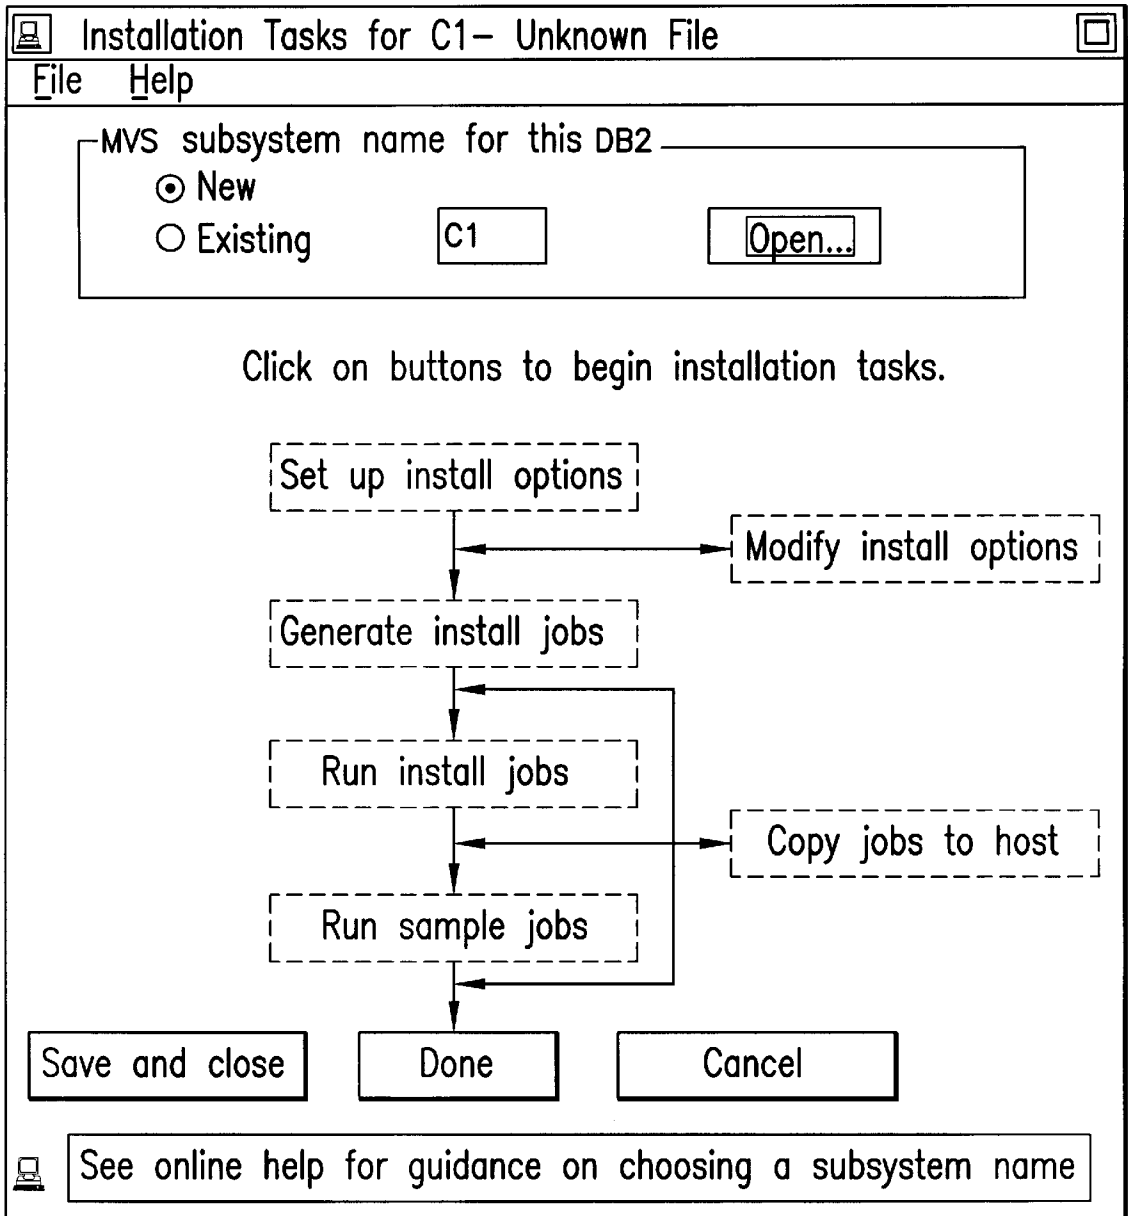 Installation Tasks for C1– Unknown File
File Help
MVS subsystem name for this DB2
New
Existing C1 Open...
Click on buttons to begin installation tasks.
Set up install options
Modify install options
Generate install jobs
Run install jobs
Copy jobs to host
Run sample jobs
Save and close Done Cancel
See online help for guidance on choosing a subsystem name